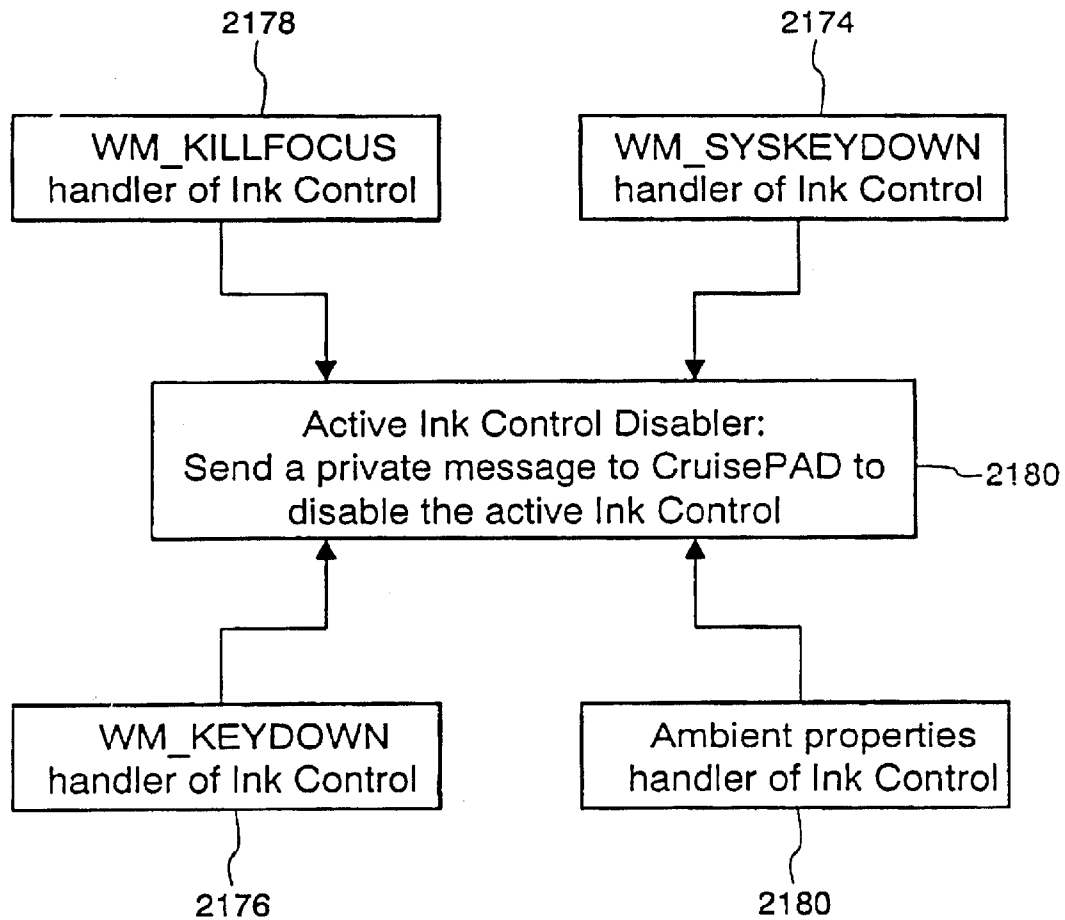 2178
2174
WM_KILLFOCUS
handler of Ink Control
WM_SYSKEYDOWN
handler of Ink Control
Active Ink Control Disabler:
Send a private message to CruisePAD to
disable the active Ink Control
2180
WM_KEYDOWN
handler of Ink Control
Ambient properties
handler of Ink Control
2176
2180